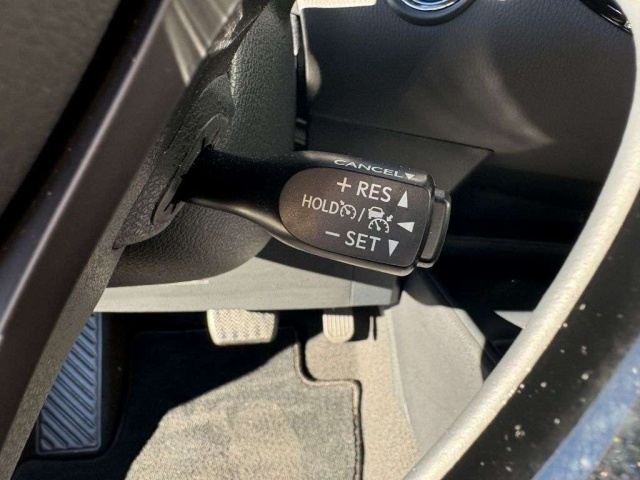 CANCEL
+ RES
HOLD /
− SET